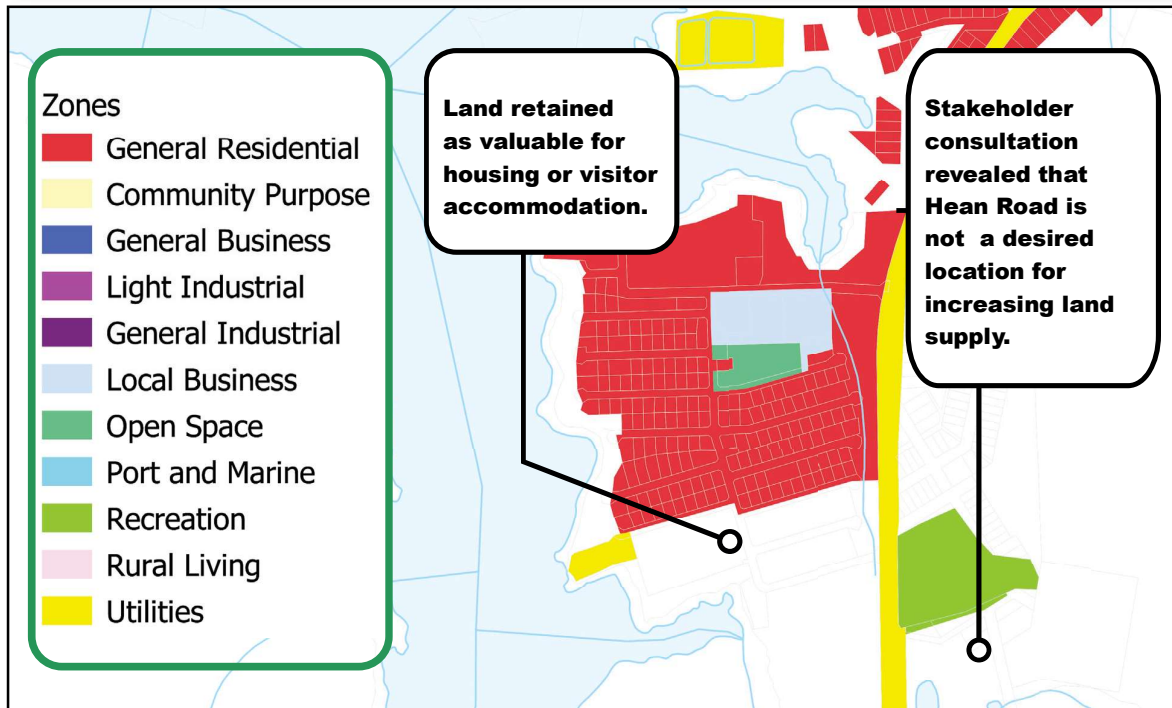 Zones
General Residential
Community Purpose
General Business
Light Industrial
General Industrial
Local Business
Open Space
Port and Marine
Recreation
Rural Living
Utilities
Land retained
as valuable for
housing or visitor
accommodation.
Stakeholder
consultation
revealed that
Hean Road is
not a desired
location for
increasing land
supply.